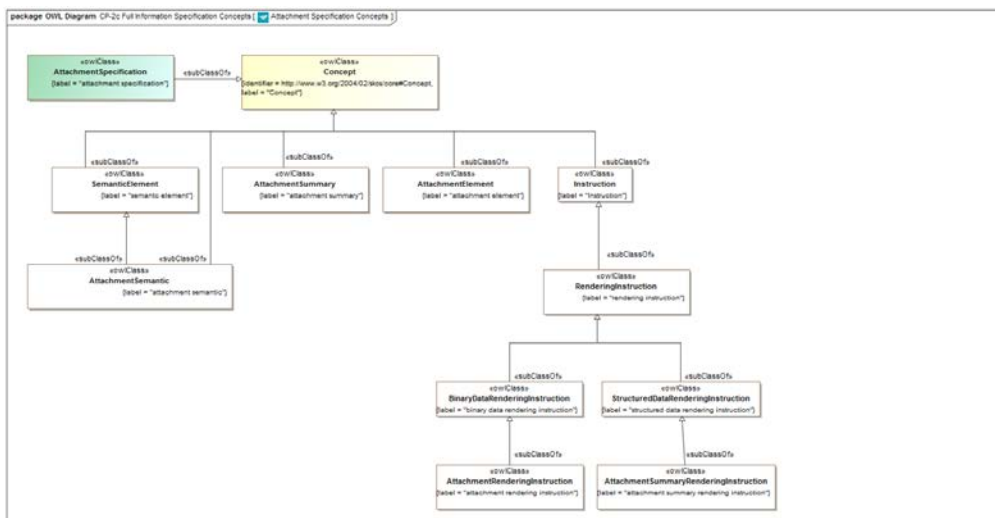 package OWL Diagram CP-2c Full Information Specification Concepts [ Attachment Specification Concepts ]
«owlClass»
AttachmentSpecification
[label = "attachment specification"]
«subClassOf»
«owlClass»
Concept
[identifier = http://www.w3.org/2004/02/skos/core#Concept,
label = "Concept"]
«subClassOf»
«owlClass»
SemanticElement
[label = "semantic element"]
«subClassOf»
«owlClass»
AttachmentSummary
[label = "attachment summary"]
«subClassOf»
«owlClass»
AttachmentElement
[label = "attachment element"]
«subClassOf»
«owlClass»
Instruction
[label = "instruction"]
«subClassOf»
«subClassOf»
«owlClass»
AttachmentSemantic
[label = "attachment semantic"]
«subClassOf»
«owlClass»
RenderingInstruction
[label = "rendering instruction"]
«subClassOf»
«owlClass»
BinaryDataRenderingInstruction
[label = "binary data rendering instruction"]
«subClassOf»
«owlClass»
StructuredDataRenderingInstruction
[label = "structured data rendering instruction"]
«subClassOf»
«owlClass»
AttachmentRenderingInstruction
[label = "attachment rendering instruction"]
«subClassOf»
«owlClass»
AttachmentSummaryRenderingInstruction
[label = "attachment summary rendering instruction"]